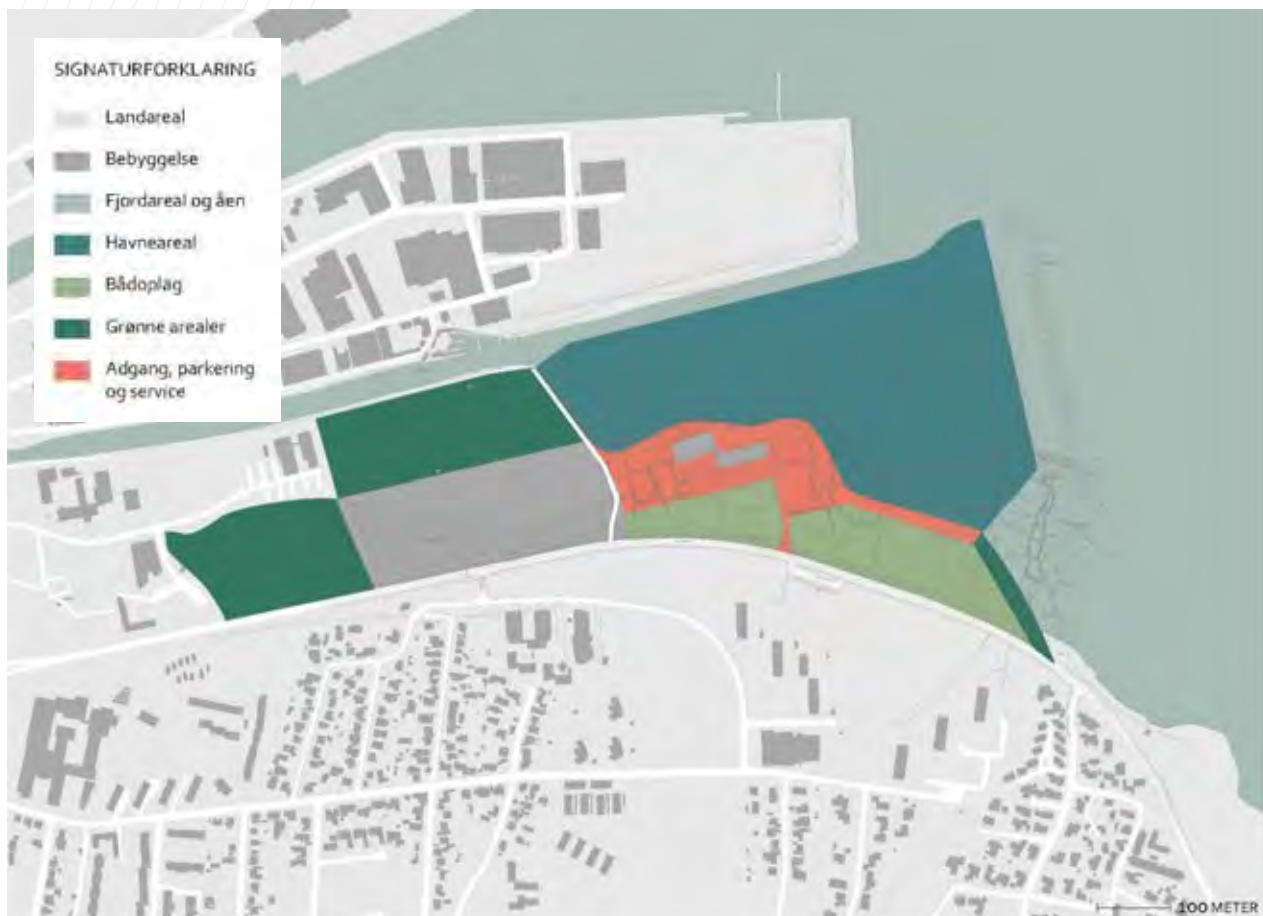 SIGNATURFORKLARING
Landareal
Bebyggelse
Fjordareal og åen
Havneareal
Bådoplag
Grønne arealer
Adgang, parkering
og service
100 METER